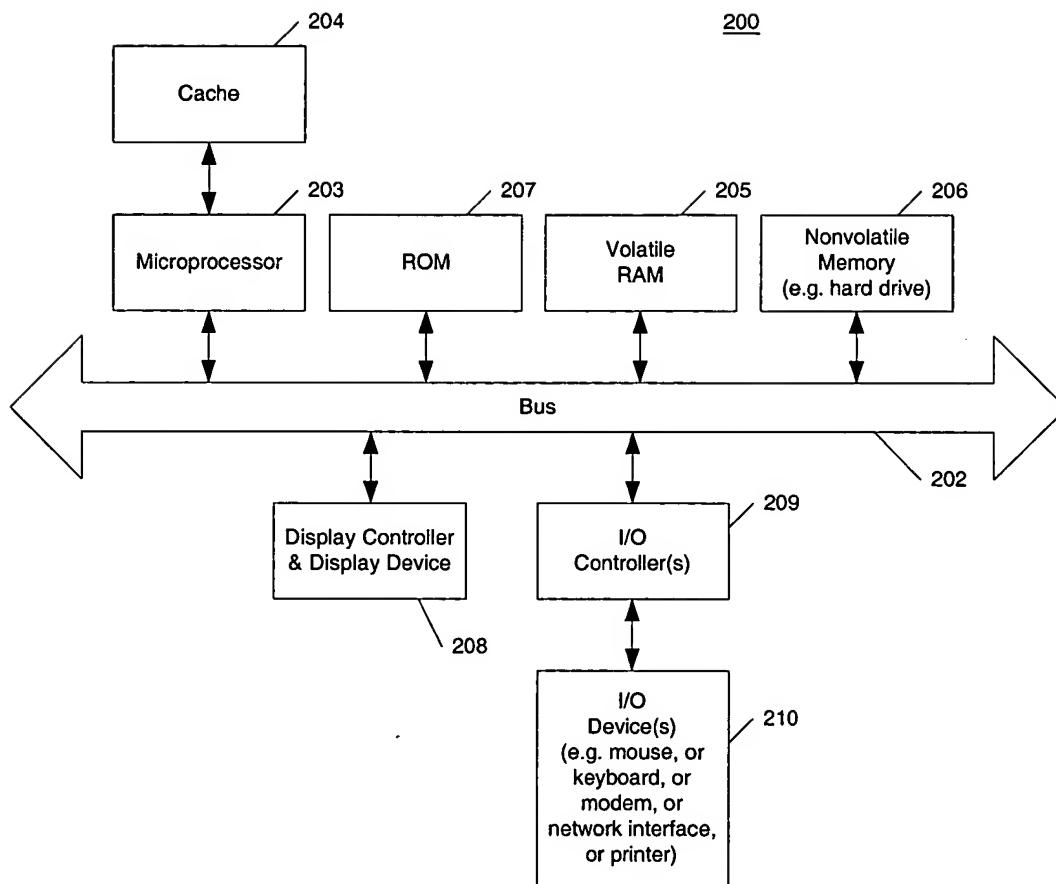 200
204
Cache
203
Microprocessor
207
ROM
205
Volatile
RAM
206
Nonvolatile
Memory
(e.g. hard drive)
Bus
202
Display Controller
& Display Device
208
209
I/O
Controller(s)
I/O
Device(s)
(e.g. mouse, or
keyboard, or
modem, or
network interface,
or printer)
210